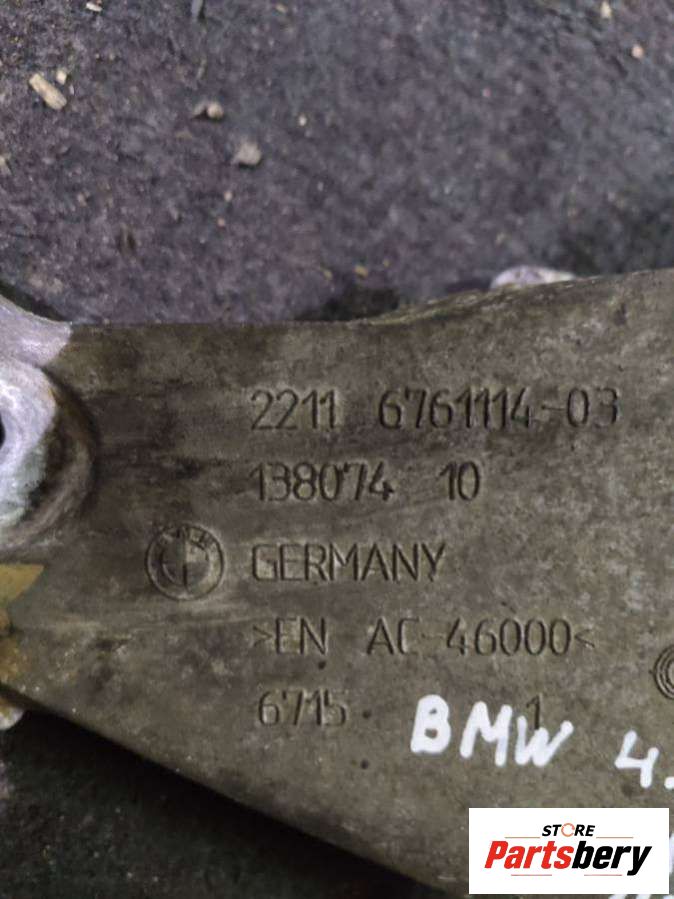 2211 6761114-03
138074 10
GERMANY
>EN AC-46000<
6715 1
BMW 4.
STORE
Partsbery